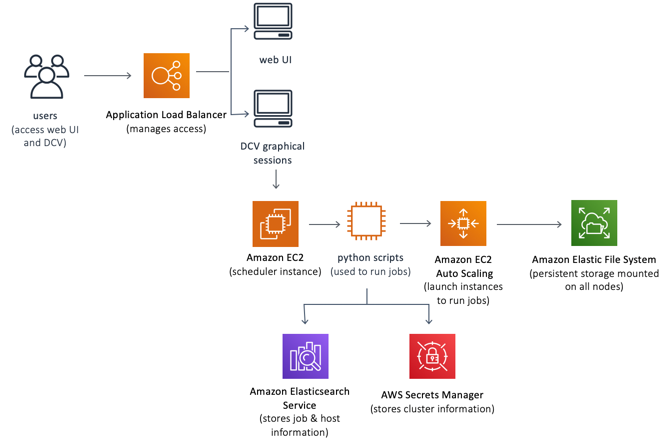 web UI
users
(access web UI
and DCV)
Application Load Balancer
(manages access)
DCV graphical
sessions
Amazon EC2
(scheduler instance)
python scripts
(used to run jobs)
Amazon EC2
Auto Scaling
(launch instances
to run jobs)
Amazon Elastic File System
(persistent storage mounted
on all nodes)
Amazon Elasticsearch
Service
(stores job & host
information)
AWS Secrets Manager
(stores cluster information)